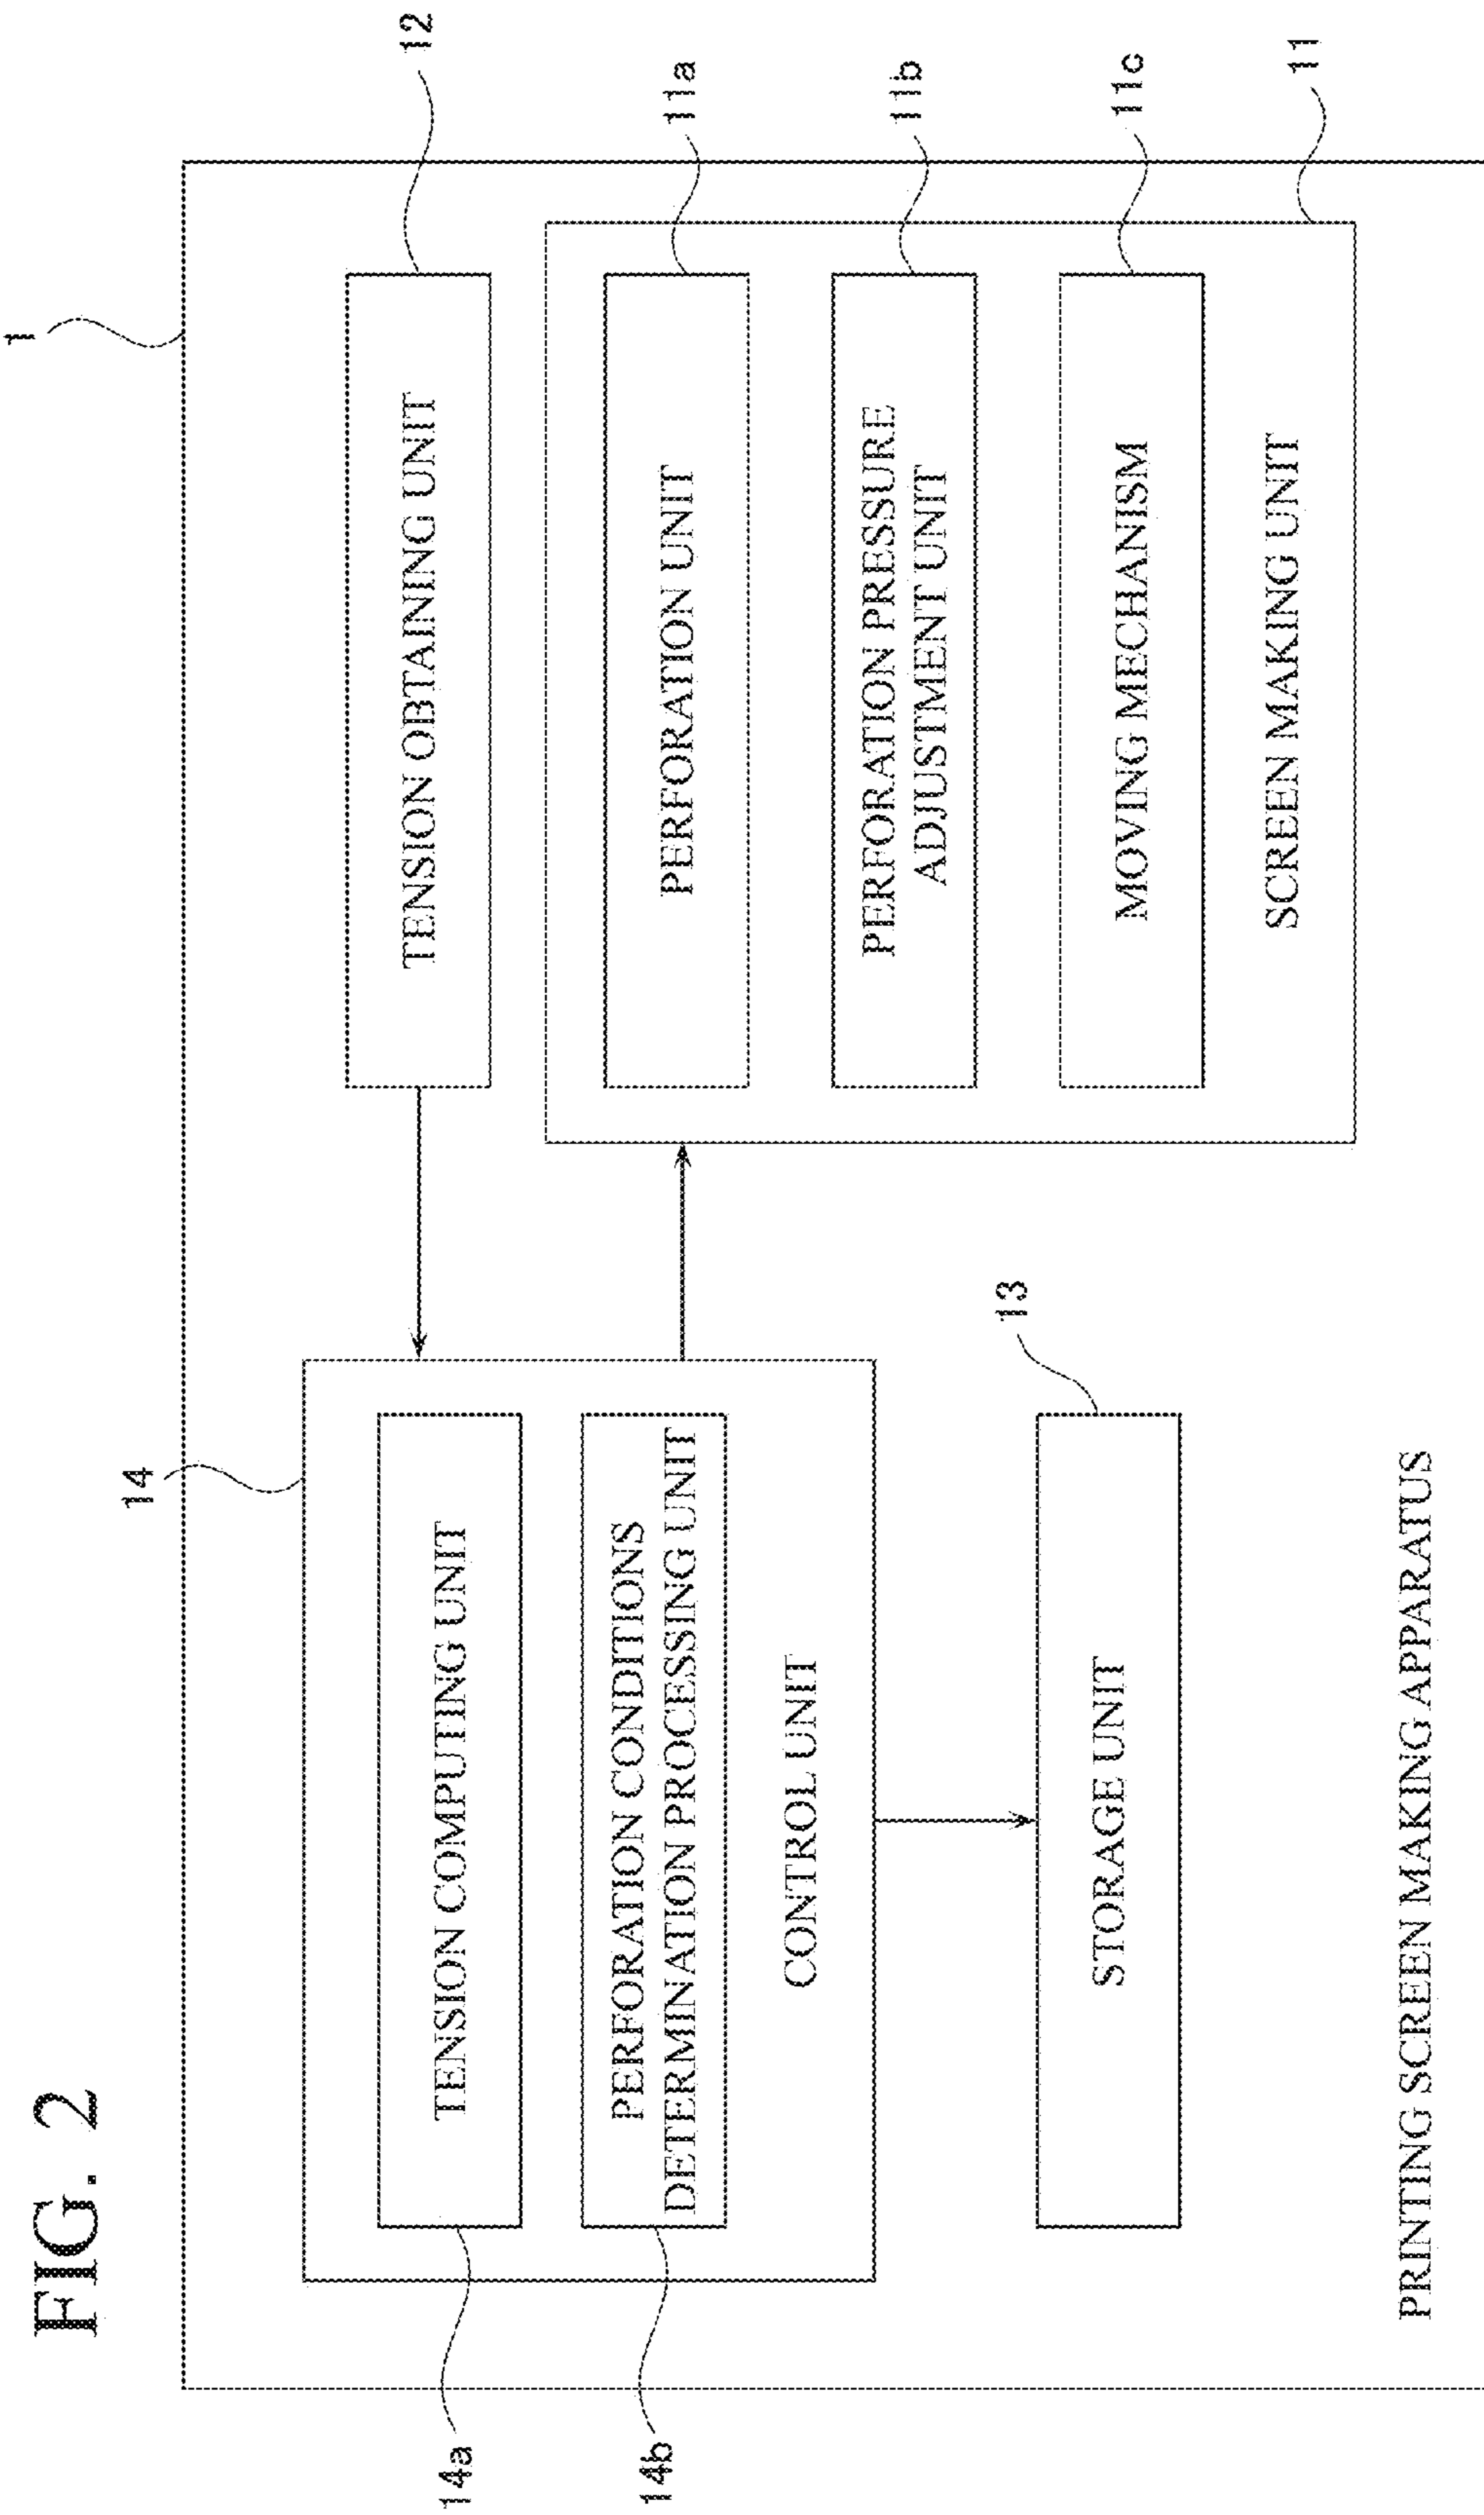 FIG. 2
1
14
12
TENSION OBTAINING UNIT
14a
TENSION COMPUTING UNIT
11a
PERFORATION UNIT
14b
PERFORATION CONDITIONS
DETERMINATION PROCESSING UNIT
CONTROL UNIT
11b
PERFORATION PRESSURE
ADJUSTMENT UNIT
13
STORAGE UNIT
11c
MOVING MECHANISM
11
SCREEN MAKING UNIT
PRINTING SCREEN MAKING APPARATUS